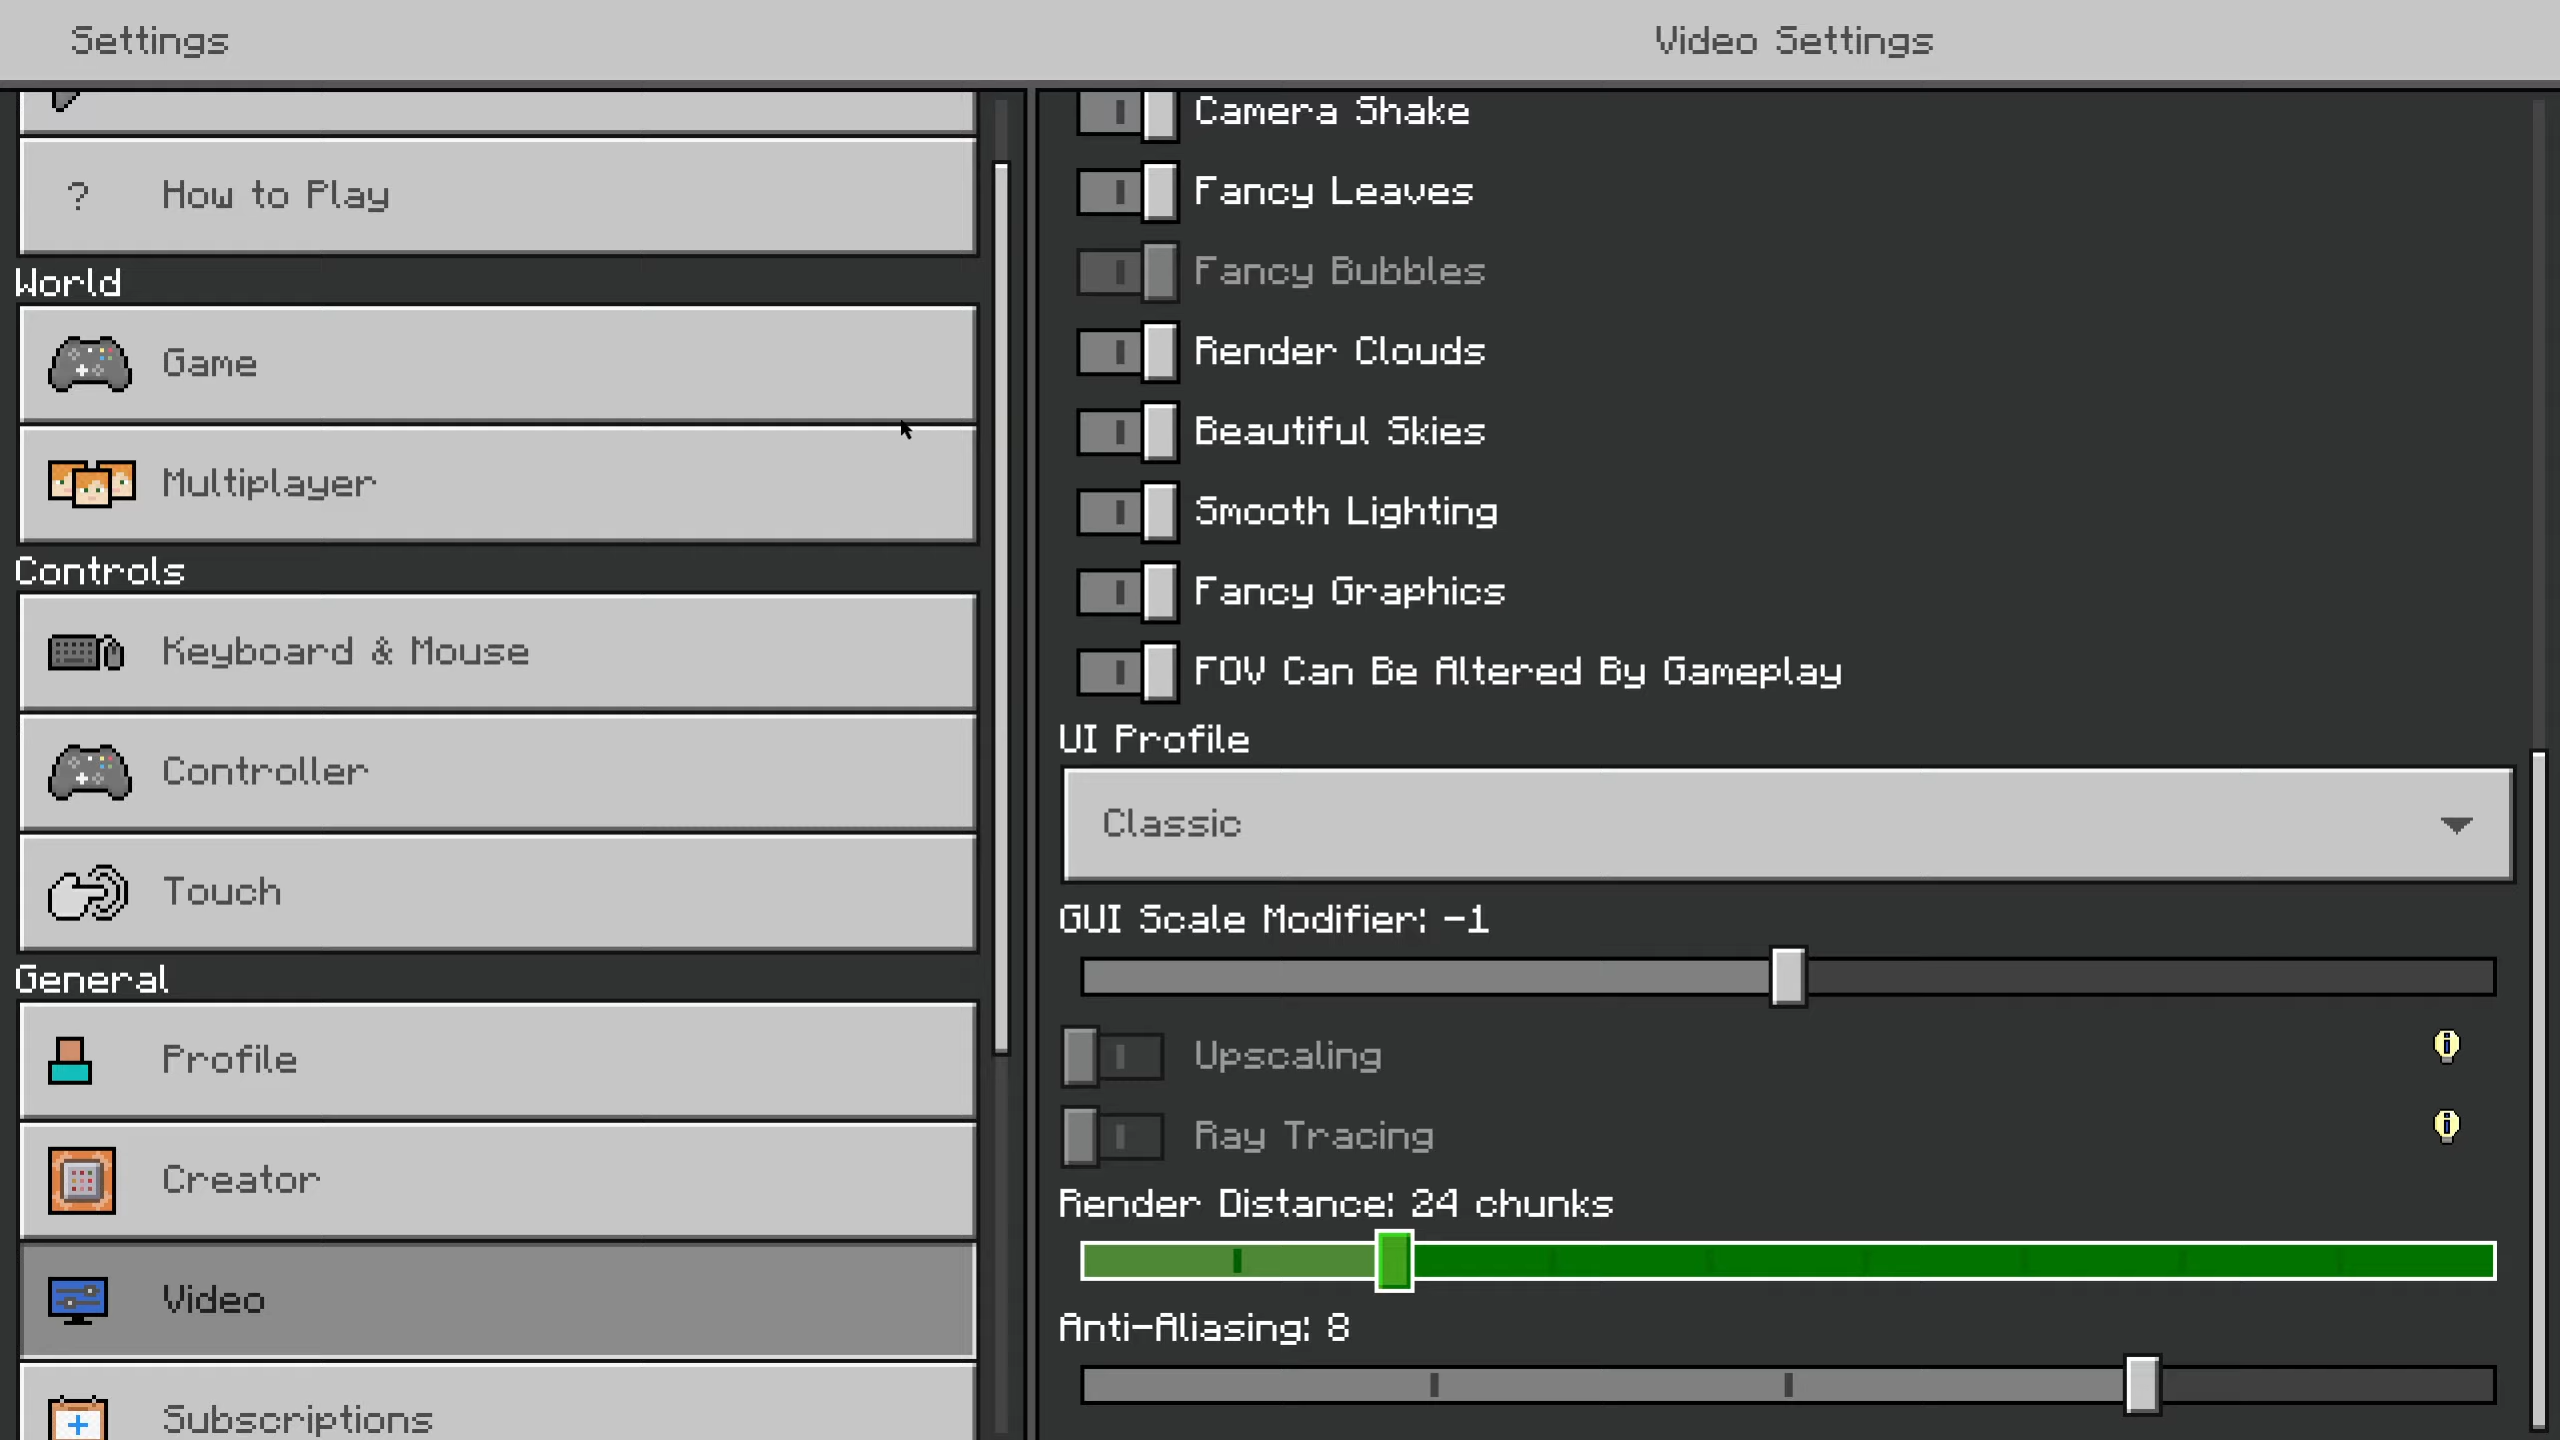 Settings
Video Settings
How to Play
World
Game
Multiplayer
Controls
Keyboard & Mouse
Controller
Touch
General
Profile
Creator
Video
Subscriptions
Camera Shake
Fancy Leaves
Fancy Bubbles
Render Clouds
Beautiful Skies
Smooth Lighting
Fancy Graphics
FOV Can Be Altered By Gameplay
UI Profile
Classic
GUI Scale Modifier: -1
Upscaling
Ray Tracing
Render Distance: 24 chunks
Anti-Aliasing: 8